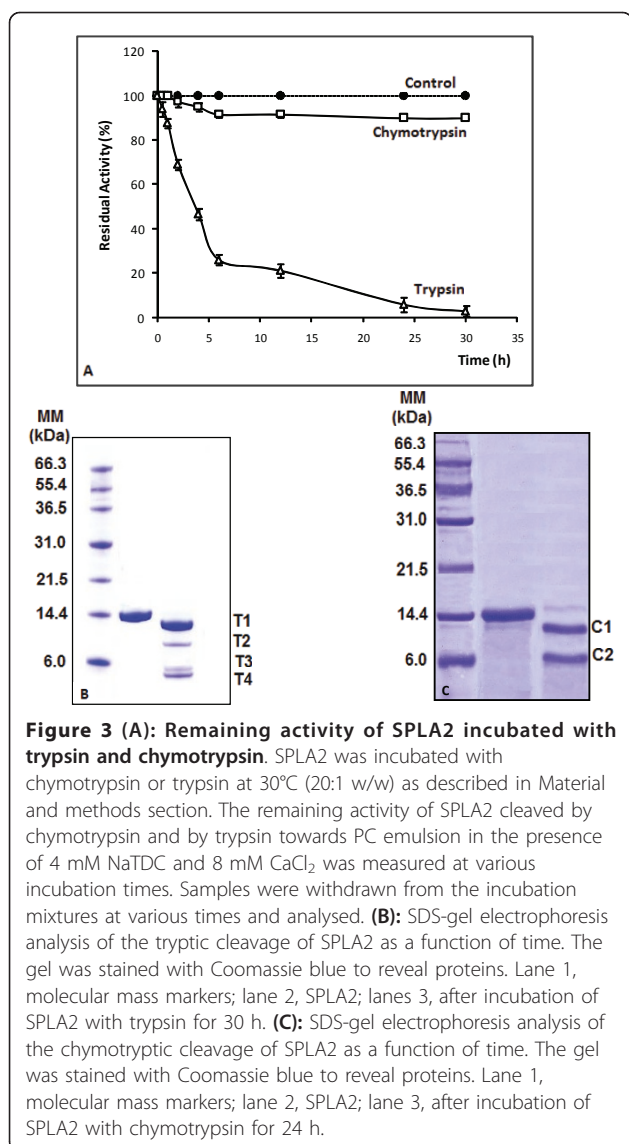 120
100
80
60
40
20
0
Residual Activity (%)
Control
Chymotrypsin
Trypsin
0 5 10 15 20 25 30 35
Time (h)
A
MM
(kDa)
66.3
55.4
36.5
31.0
21.5
14.4
6.0
T1
T2
T3
T4
B
MM
(kDa)
66.3
55.4
36.5
31.0
21.5
14.4
6.0
C1
C2
C
Figure 3 (A): Remaining activity of SPLA2 incubated with
trypsin and chymotrypsin. SPLA2 was incubated with
chymotrypsin or trypsin at 30°C (20:1 w/w) as described in Material
and methods section. The remaining activity of SPLA2 cleaved by
chymotrypsin and by trypsin towards PC emulsion in the presence
of 4 mM NaTDC and 8 mM CaCl₂ was measured at various
incubation times. Samples were withdrawn from the incubation
mixtures at various times and analysed. (B): SDS-gel electrophoresis
analysis of the tryptic cleavage of SPLA2 as a function of time. The
gel was stained with Coomassie blue to reveal proteins. Lane 1,
molecular mass markers; lane 2, SPLA2; lanes 3, after incubation of
SPLA2 with trypsin for 30 h. (C): SDS-gel electrophoresis analysis of
the chymotryptic cleavage of SPLA2 as a function of time. The gel
was stained with Coomassie blue to reveal proteins. Lane 1,
molecular mass markers; lane 2, SPLA2; lane 3, after incubation of
SPLA2 with chymotrypsin for 24 h.